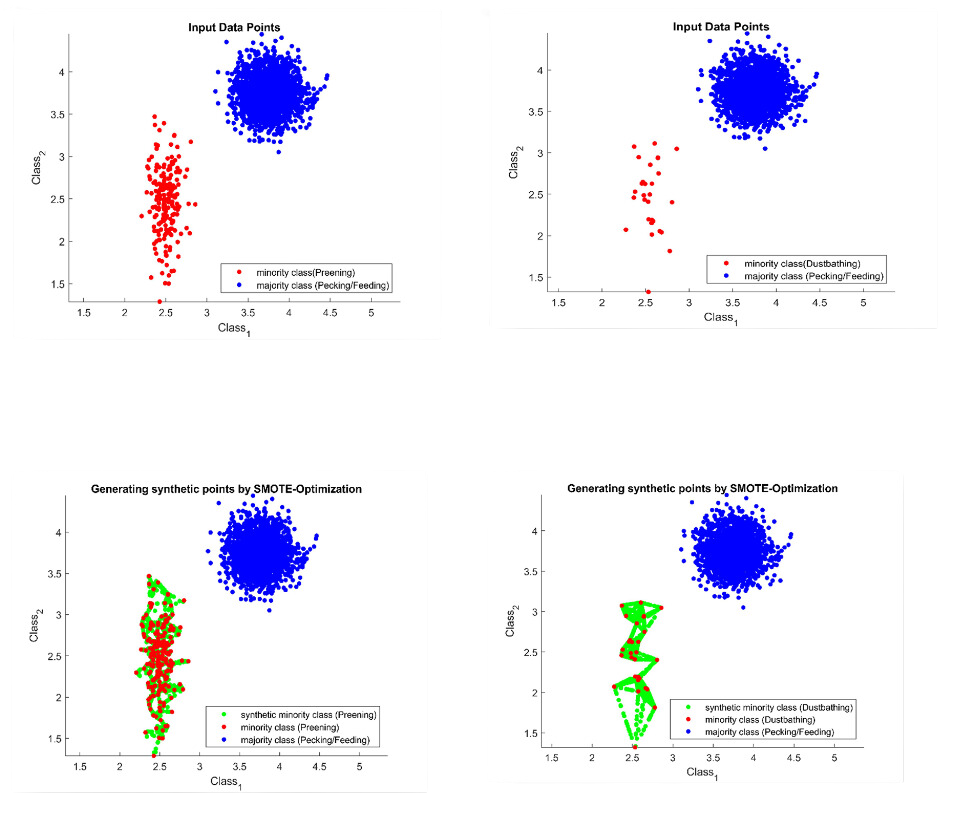 Input Data Points
4
3.5
3
2.5
2
1.5
Class2
minority class(Preening)
majority class (Pecking/Feeding)
1.5 2 2.5 3 3.5 4 4.5 5
Class1
Input Data Points
4
3.5
3
2.5
2
1.5
Class2
minority class(Dustbathing)
majority class (Pecking/Feeding)
1.5 2 2.5 3 3.5 4 4.5 5
Class1
Generating synthetic points by SMOTE-Optimization
4
3.5
3
2.5
2
1.5
Class2
synthetic minority class (Preening)
minority class (Preening)
majority class (Pecking/Feeding)
1.5 2 2.5 3 3.5 4 4.5 5
Class1
Generating synthetic points by SMOTE-Optimization
4
3.5
3
2.5
2
1.5
Class2
synthetic minority class (Dustbathing)
minority class (Dustbathing)
majority class (Pecking/Feeding)
1.5 2 2.5 3 3.5 4 4.5 5
Class1